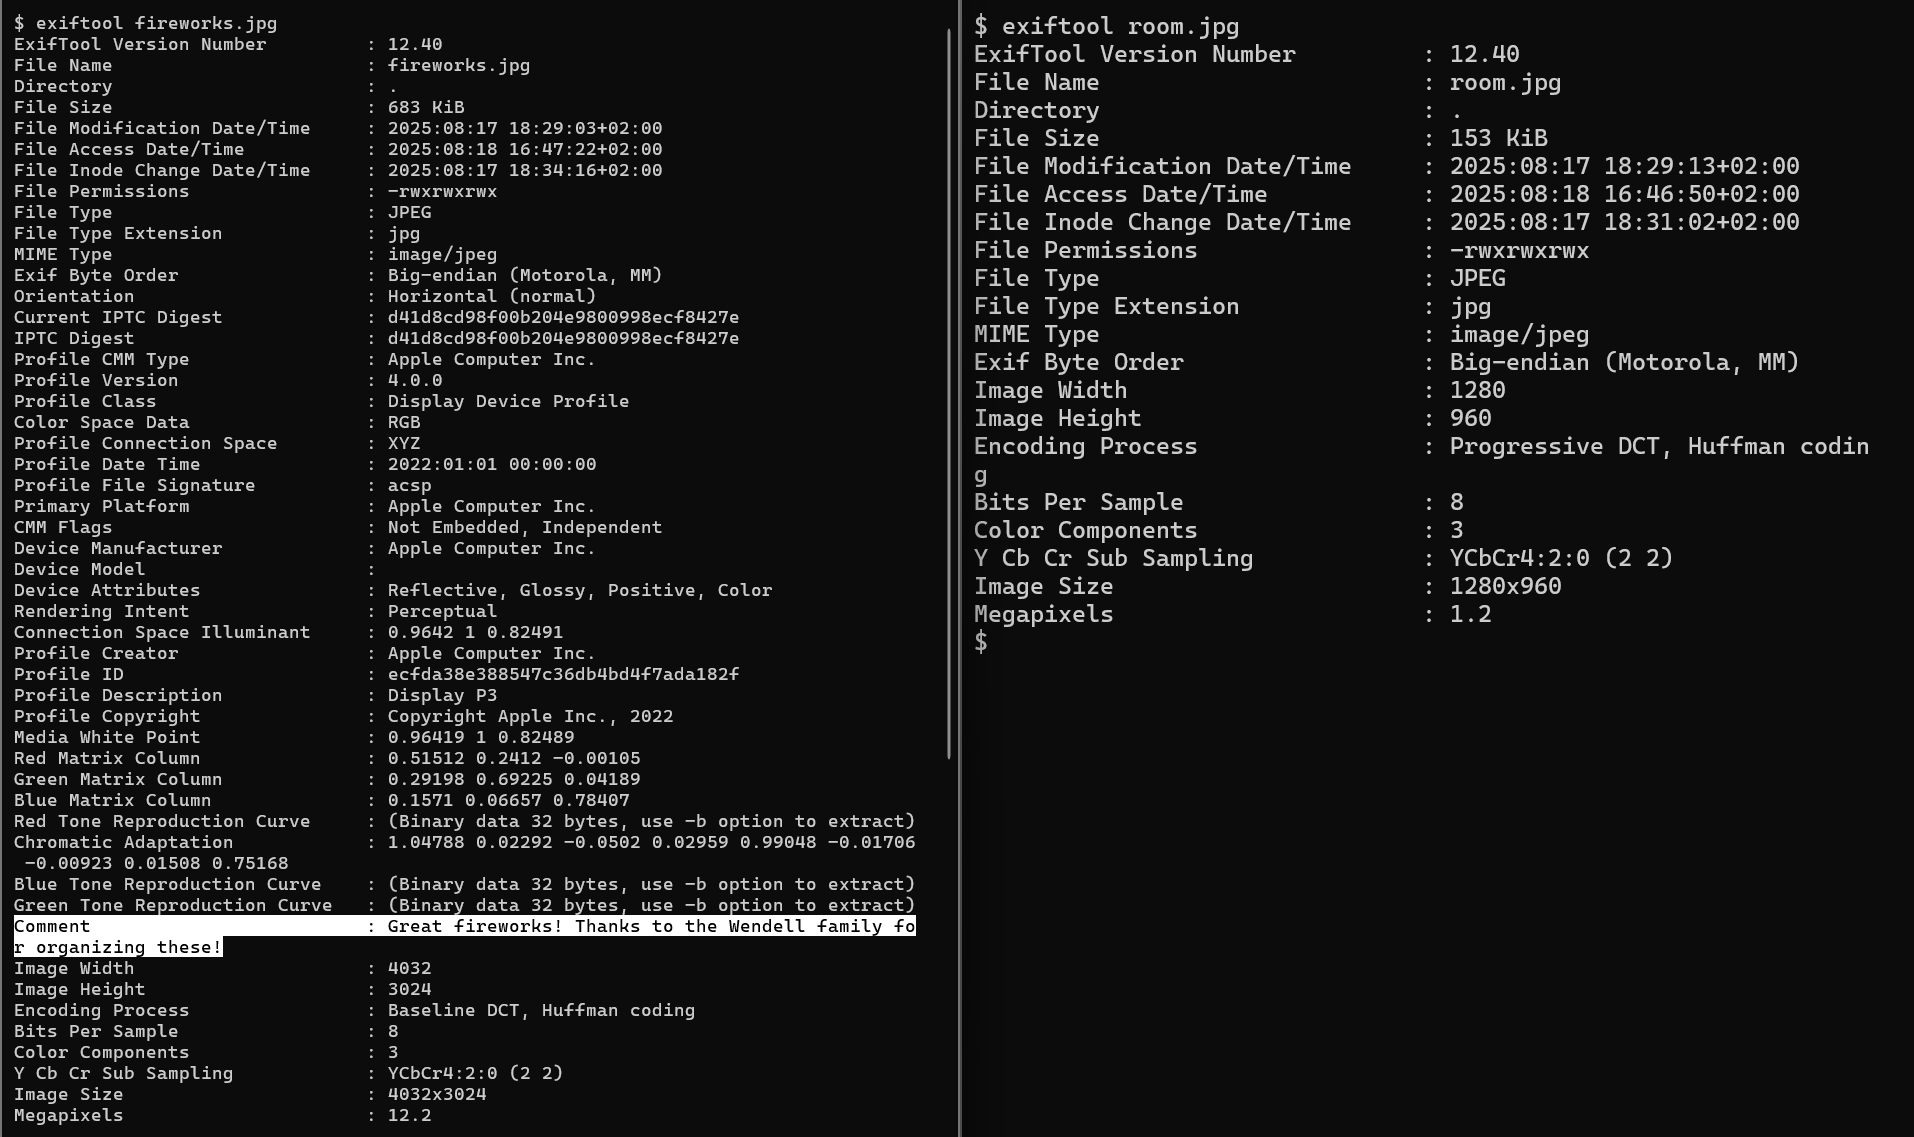 $ exiftool fireworks.jpg
ExifTool Version Number         : 12.40
File Name                       : fireworks.jpg
Directory                       : .
File Size                       : 683 KiB
File Modification Date/Time     : 2025:08:17 18:29:03+02:00
File Access Date/Time           : 2025:08:18 16:47:22+02:00
File Inode Change Date/Time     : 2025:08:17 18:34:16+02:00
File Permissions                : -rwxrwxrwx
File Type                       : JPEG
File Type Extension             : jpg
MIME Type                       : image/jpeg
Exif Byte Order                 : Big-endian (Motorola, MM)
Orientation                     : Horizontal (normal)
Current IPTC Digest             : d41d8cd98f00b204e9800998ecf8427e
IPTC Digest                     : d41d8cd98f00b204e9800998ecf8427e
Profile CMM Type                : Apple Computer Inc.
Profile Version                 : 4.0.0
Profile Class                   : Display Device Profile
Color Space Data                : RGB
Profile Connection Space        : XYZ
Profile Date Time               : 2022:01:01 00:00:00
Profile File Signature          : acsp
Primary Platform                : Apple Computer Inc.
CMM Flags                       : Not Embedded, Independent
Device Manufacturer             : Apple Computer Inc.
Device Model                    :
Device Attributes               : Reflective, Glossy, Positive, Color
Rendering Intent                : Perceptual
Connection Space Illuminant     : 0.9642 1 0.82491
Profile Creator                 : Apple Computer Inc.
Profile ID                      : ecfda38e388547c36db4bd4f7ada182f
Profile Description             : Display P3
Profile Copyright               : Copyright Apple Inc., 2022
Media White Point               : 0.96419 1 0.82489
Red Matrix Column               : 0.51512 0.2412 -0.00105
Green Matrix Column             : 0.29198 0.69225 0.04189
Blue Matrix Column              : 0.1571 0.06657 0.78407
Red Tone Reproduction Curve     : (Binary data 32 bytes, use -b option to extract)
Chromatic Adaptation            : 1.04788 0.02292 -0.0502 0.02959 0.99048 -0.01706
 -0.00923 0.01508 0.75168
Blue Tone Reproduction Curve    : (Binary data 32 bytes, use -b option to extract)
Green Tone Reproduction Curve   : (Binary data 32 bytes, use -b option to extract)
Comment                         : Great fireworks! Thanks to the Wendell family fo
r organizing these!
Image Width                     : 4032
Image Height                    : 3024
Encoding Process                : Baseline DCT, Huffman coding
Bits Per Sample                 : 8
Color Components                : 3
Y Cb Cr Sub Sampling            : YCbCr4:2:0 (2 2)
Image Size                      : 4032x3024
Megapixels                      : 12.2
$ exiftool room.jpg
ExifTool Version Number         : 12.40
File Name                       : room.jpg
Directory                       : .
File Size                       : 153 KiB
File Modification Date/Time     : 2025:08:17 18:29:13+02:00
File Access Date/Time           : 2025:08:18 16:46:50+02:00
File Inode Change Date/Time     : 2025:08:17 18:31:02+02:00
File Permissions                : -rwxrwxrwx
File Type                       : JPEG
File Type Extension             : jpg
MIME Type                       : image/jpeg
Exif Byte Order                 : Big-endian (Motorola, MM)
Image Width                     : 1280
Image Height                    : 960
Encoding Process                : Progressive DCT, Huffman codin
g
Bits Per Sample                 : 8
Color Components                : 3
Y Cb Cr Sub Sampling            : YCbCr4:2:0 (2 2)
Image Size                      : 1280x960
Megapixels                      : 1.2
$